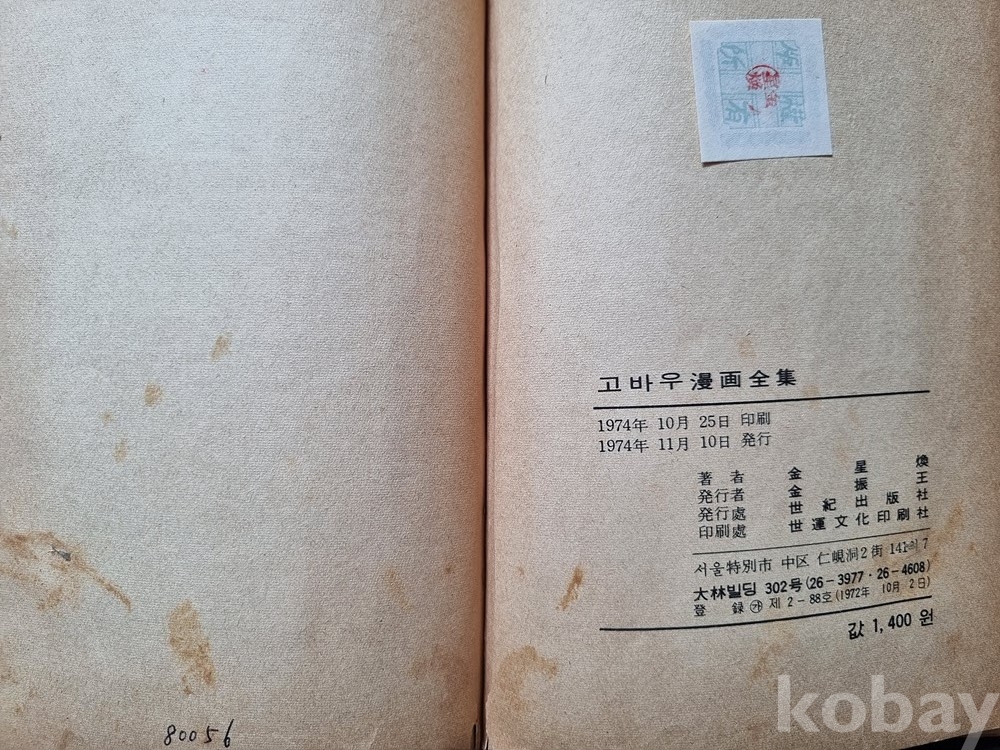 80056
고바우漫画全集
1974年 10月 25日 印刷
1974年 11月 10日 発行
著者 金星煥
発行者 金振王
発行處 世紀出版社
印刷處 世運文化印刷社
서울特別市 中区 仁峴洞2街 141의7
大林빌딩 302号(26-3977·26-4608)
登録 ㉮ 제2-88호(1972年 10月 2日)
값 1,400 원
kobay